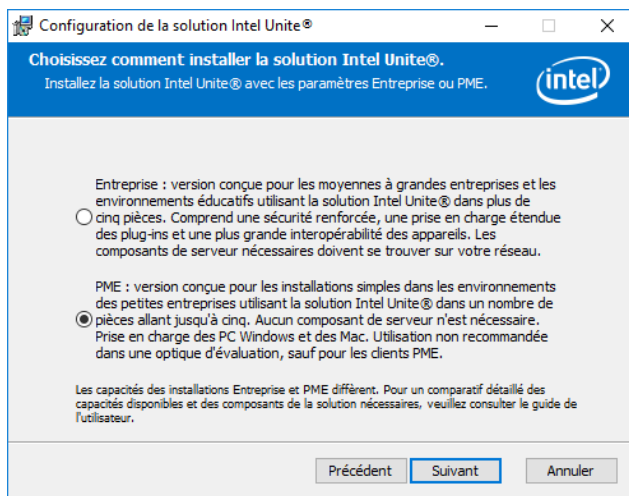 Configuration de la solution Intel Unite®
Choisissez comment installer la solution Intel Unite®.
Installez la solution Intel Unite® avec les paramètres Entreprise ou PME.
intel
Entreprise : version conçue pour les moyennes à grandes entreprises et les
environnements éducatifs utilisant la solution Intel Unite® dans plus de
cinq pièces. Comprend une sécurité renforcée, une prise en charge étendue
des plug-ins et une plus grande interopérabilité des appareils. Les
composants de serveur nécessaires doivent se trouver sur votre réseau.
PME : version conçue pour les installations simples dans les environnements
des petites entreprises utilisant la solution Intel Unite® dans un nombre de
pièces allant jusqu'à cinq. Aucun composant de serveur n'est nécessaire.
Prise en charge des PC Windows et des Mac. Utilisation non recommandée
dans une optique d'évaluation, sauf pour les clients PME.
Les capacités des installations Entreprise et PME diffèrent. Pour un comparatif détaillé des
capacités disponibles et des composants de la solution nécessaires, veuillez consulter le guide de
l'utilisateur.
Précédent
Suivant
Annuler